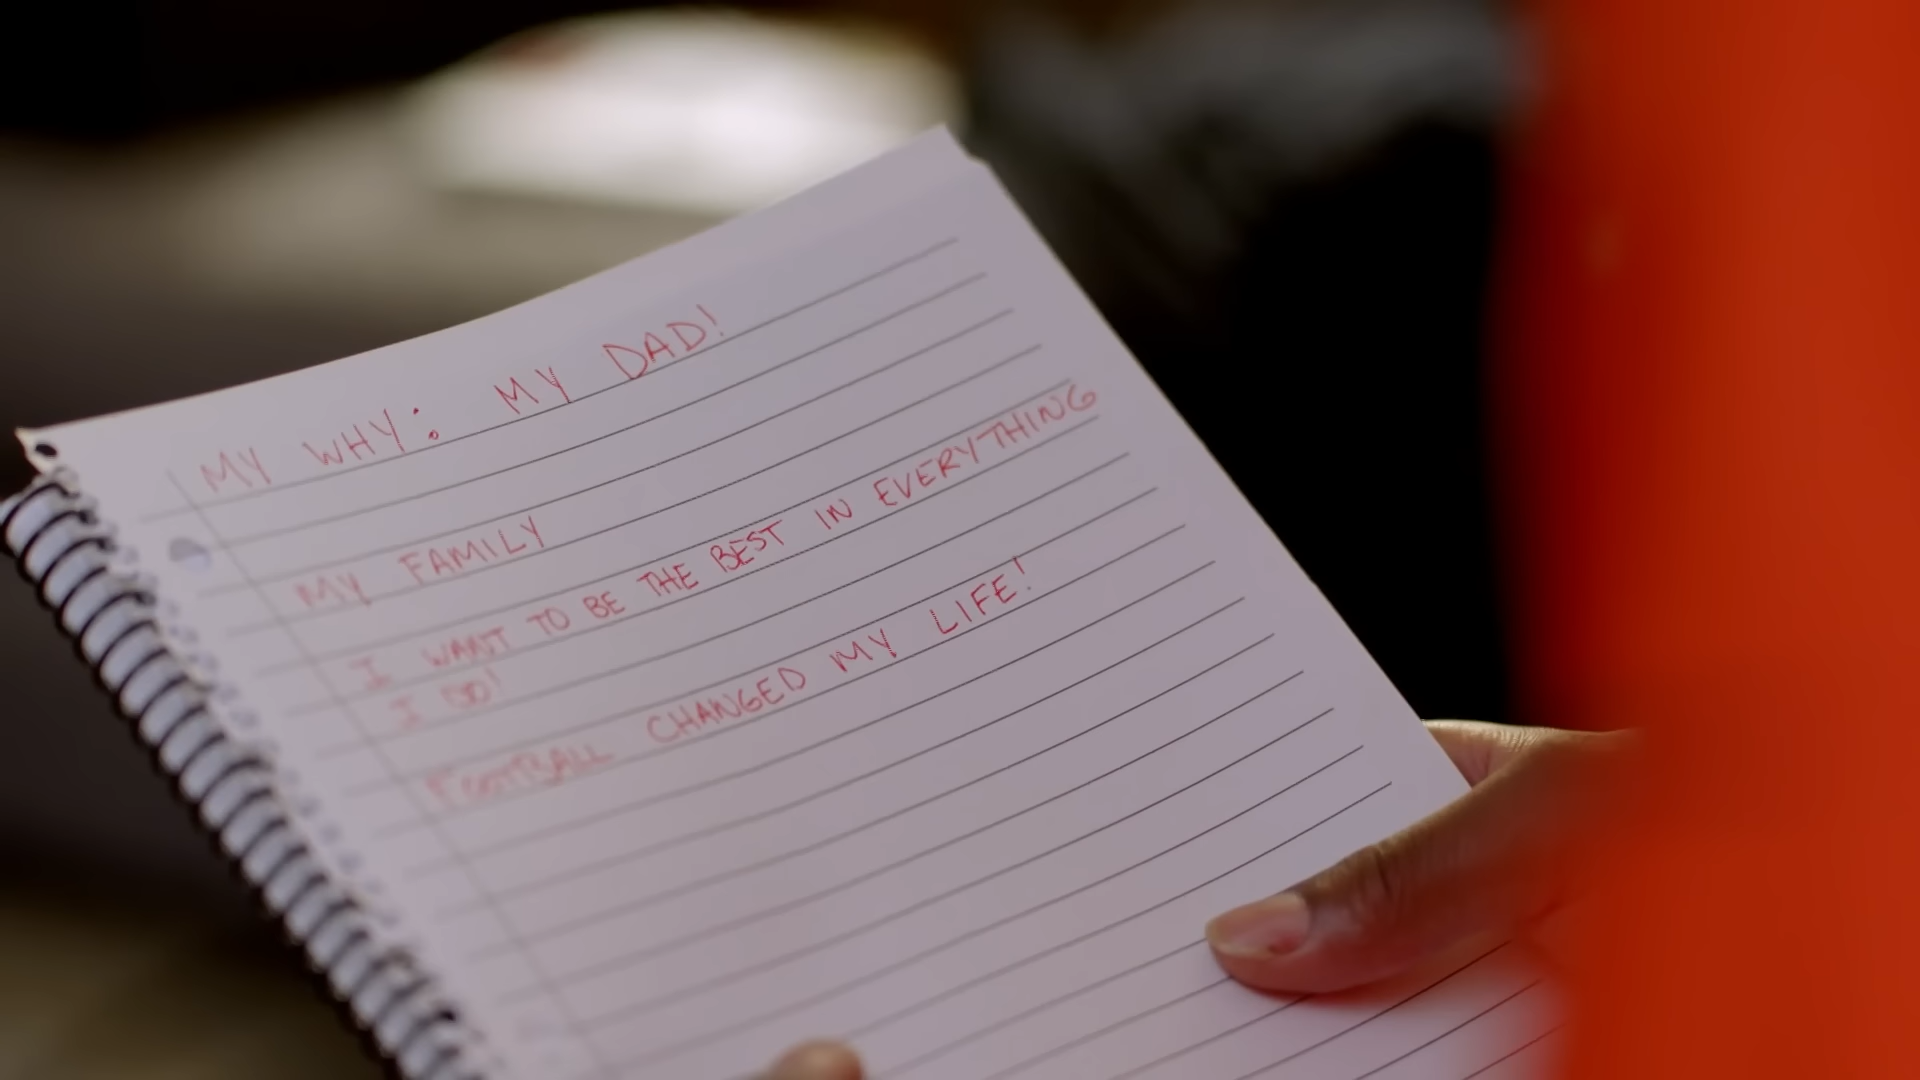 MY WHY: MY DAD!
MY FAMILY
I WANT TO BE THE BEST IN EVERYTHING
I DO!
FOOTBALL CHANGED MY LIFE!